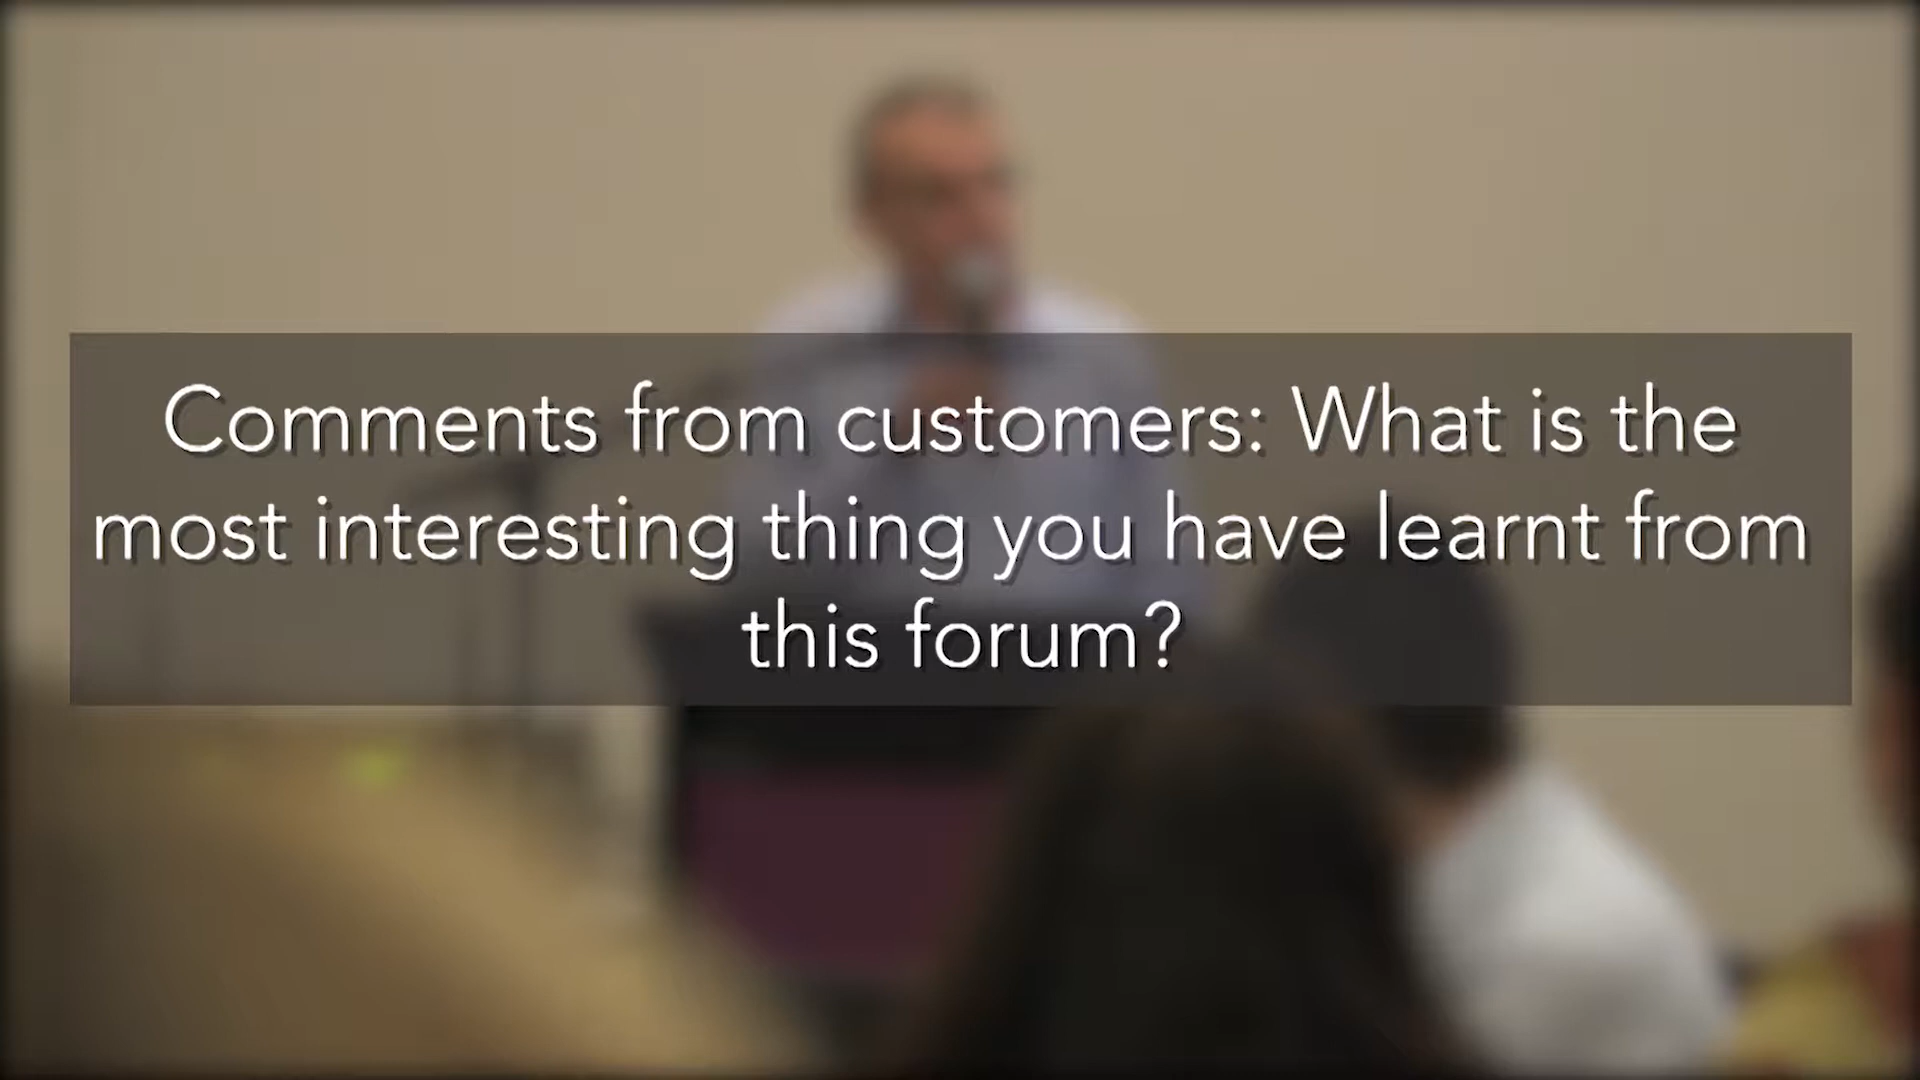 Comments from customers: What is the
most interesting thing you have learnt from
this forum?